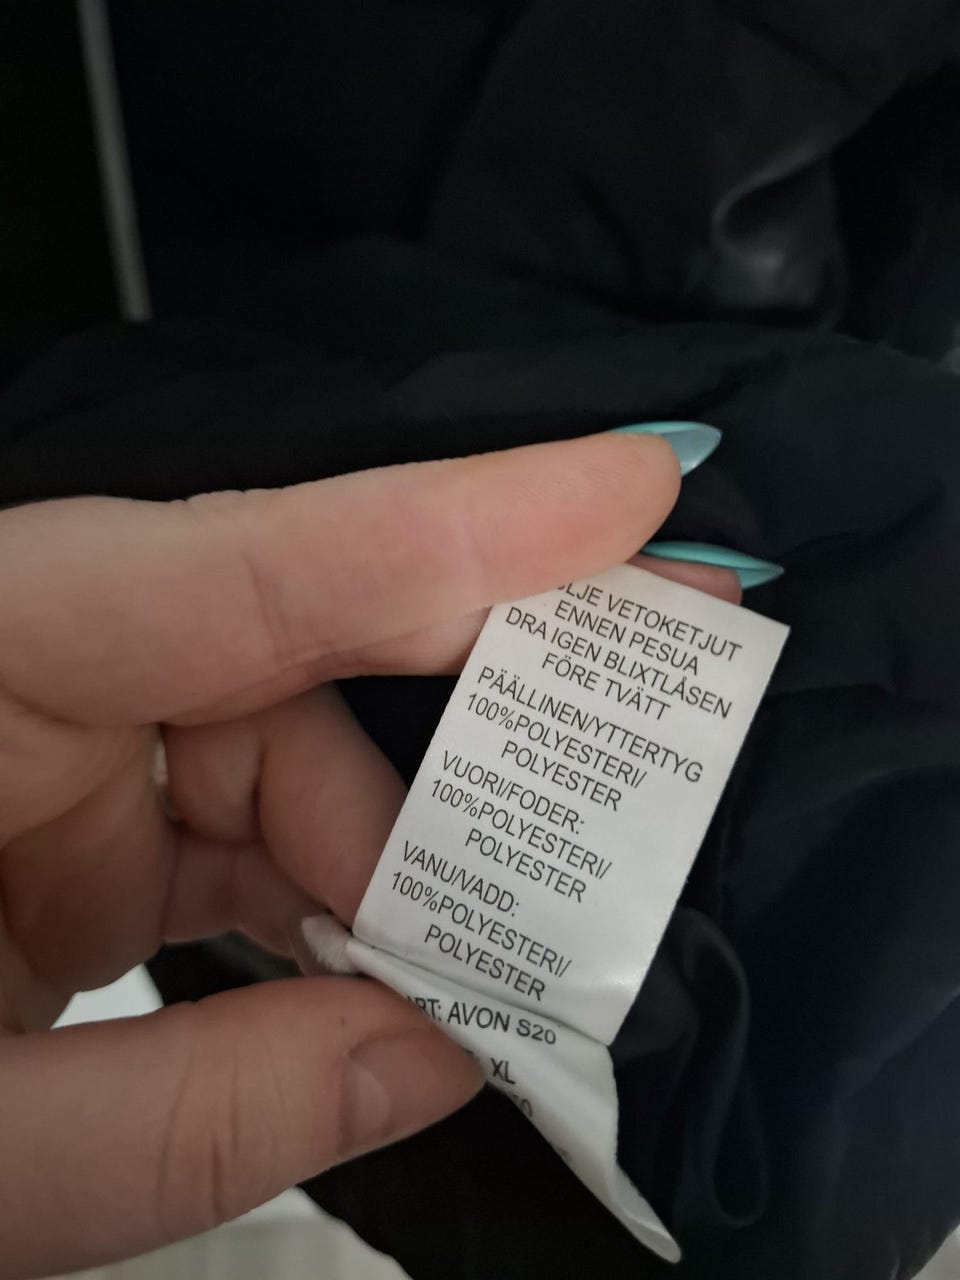 VETOKETJUT
ENNEN PESUA
DRA IGEN BLIXTLÅSEN
FÖRE TVÄTT
PÄÄLLINEN/YTTERTYG
100%POLYESTERI/
POLYESTER
VUORI/FODER:
100%POLYESTERI/
POLYESTER
VANU/VADD:
100%POLYESTERI/
POLYESTER
AVON S20
XL